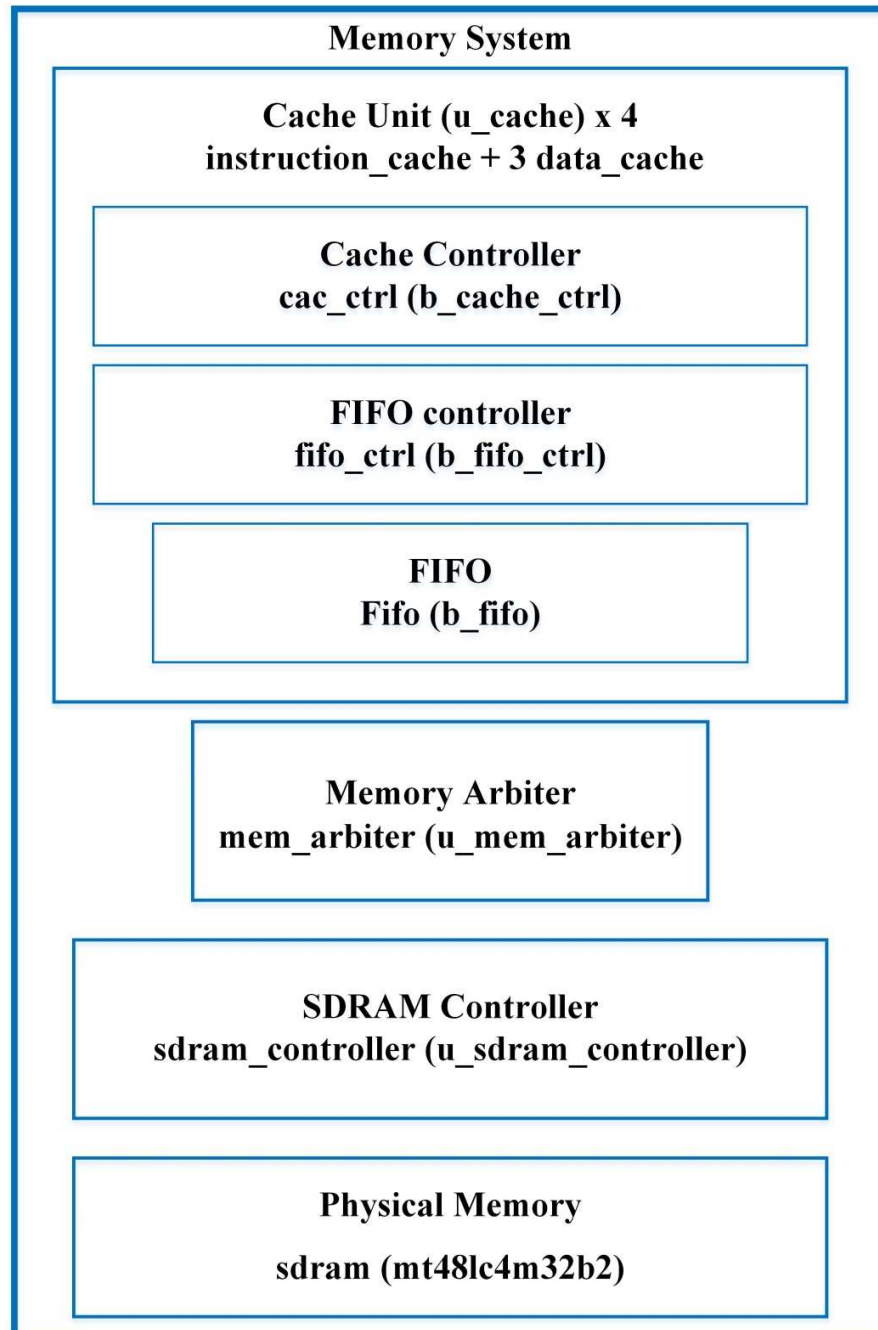 Memory System
Cache Unit (u_cache) x 4
instruction_cache + 3 data_cache
Cache Controller
cac_ctrl (b_cache_ctrl)
FIFO controller
fifo_ctrl (b_fifo_ctrl)
FIFO
Fifo (b_fifo)
Memory Arbiter
mem_arbiter (u_mem_arbiter)
SDRAM Controller
sdram_controller (u_sdram_controller)
Physical Memory
sdram (mt48lc4m32b2)